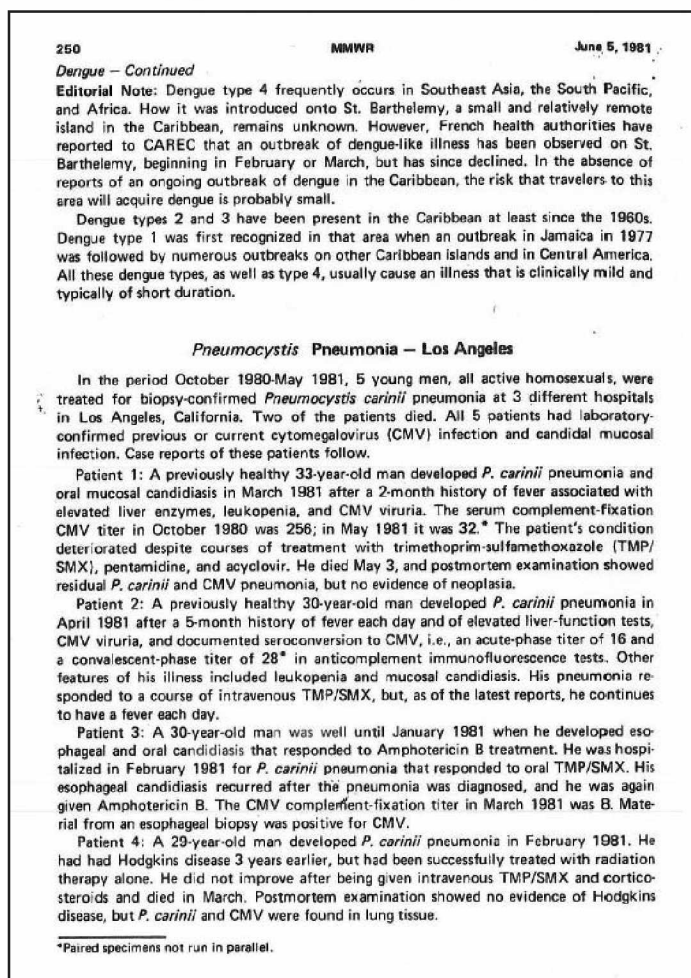 250 MMWR June 5, 1981
Dengue – Continued
Editorial Note: Dengue type 4 frequently occurs in Southeast Asia, the South Pacific,
and Africa. How it was introduced onto St. Barthelemy, a small and relatively remote
island in the Caribbean, remains unknown. However, French health authorities have
reported to CAREC that an outbreak of dengue-like illness has been observed on St.
Barthelemy, beginning in February or March, but has since declined. In the absence of
reports of an ongoing outbreak of dengue in the Caribbean, the risk that travelers to this
area will acquire dengue is probably small.
Dengue types 2 and 3 have been present in the Caribbean at least since the 1960s.
Dengue type 1 was first recognized in that area when an outbreak in Jamaica in 1977
was followed by numerous outbreaks on other Caribbean islands and in Central America.
All these dengue types, as well as type 4, usually cause an illness that is clinically mild and
typically of short duration.
Pneumocystis Pneumonia – Los Angeles
In the period October 1980-May 1981, 5 young men, all active homosexuals, were
treated for biopsy-confirmed Pneumocystis carinii pneumonia at 3 different hospitals
in Los Angeles, California. Two of the patients died. All 5 patients had laboratory-
confirmed previous or current cytomegalovirus (CMV) infection and candidal mucosal
infection. Case reports of these patients follow.
Patient 1: A previously healthy 33-year-old man developed P. carinii pneumonia and
oral mucosal candidiasis in March 1981 after a 2-month history of fever associated with
elevated liver enzymes, leukopenia, and CMV viruria. The serum complement-fixation
CMV titer in October 1980 was 256; in May 1981 it was 32.* The patient's condition
deteriorated despite courses of treatment with trimethoprim-sulfamethoxazole (TMP/
SMX), pentamidine, and acyclovir. He died May 3, and postmortem examination showed
residual P. carinii and CMV pneumonia, but no evidence of neoplasia.
Patient 2: A previously healthy 30-year-old man developed P. carinii pneumonia in
April 1981 after a 5-month history of fever each day and of elevated liver-function tests,
CMV viruria, and documented seroconversion to CMV, i.e., an acute-phase titer of 16 and
a convalescent-phase titer of 28* in anticomplement immunofluorescence tests. Other
features of his illness included leukopenia and mucosal candidiasis. His pneumonia re-
sponded to a course of intravenous TMP/SMX, but, as of the latest reports, he continues
to have a fever each day.
Patient 3: A 30-year-old man was well until January 1981 when he developed eso-
phageal and oral candidiasis that responded to Amphotericin B treatment. He was hospi-
talized in February 1981 for P. carinii pneumonia that responded to oral TMP/SMX. His
esophageal candidiasis recurred after the pneumonia was diagnosed, and he was again
given Amphotericin B. The CMV complement-fixation titer in March 1981 was 8. Mate-
rial from an esophageal biopsy was positive for CMV.
Patient 4: A 29-year-old man developed P. carinii pneumonia in February 1981. He
had had Hodgkins disease 3 years earlier, but had been successfully treated with radiation
therapy alone. He did not improve after being given intravenous TMP/SMX and cortico-
steroids and died in March. Postmortem examination showed no evidence of Hodgkins
disease, but P. carinii and CMV were found in lung tissue.
*Paired specimens not run in parallel.